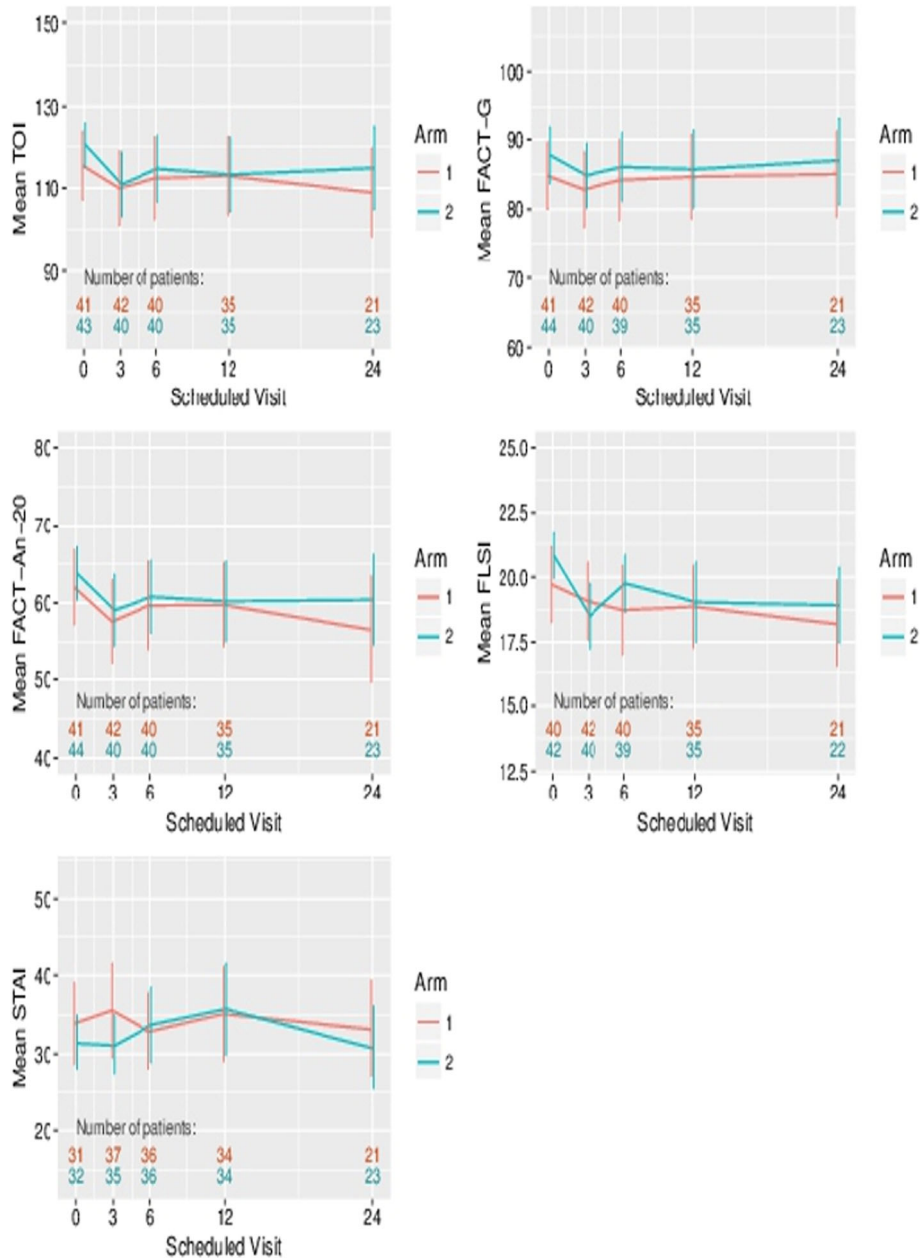 Mean TOI
150
130
110
90
Number of patients:
41 42 40 35 21
43 40 40 35 23
0 3 6 12 24
Scheduled Visit
Arm
1
2
Mean FACT-G
100
90
80
70
60
Number of patients:
41 42 40 35 21
44 40 39 35 23
0 3 6 12 24
Scheduled Visit
Arm
1
2
Mean FACT-An-20
80
70
60
50
40
Number of patients:
41 42 40 35 21
44 40 40 35 23
0 3 6 12 24
Scheduled Visit
Arm
1
2
Mean FLSI
25.0
22.5
20.0
17.5
15.0
12.5
Number of patients:
40 42 40 35 21
42 40 39 35 22
0 3 6 12 24
Scheduled Visit
Arm
1
2
Mean STAI
50
40
30
20
Number of patients:
31 37 36 34 21
32 35 36 34 23
0 3 6 12 24
Scheduled Visit
Arm
1
2